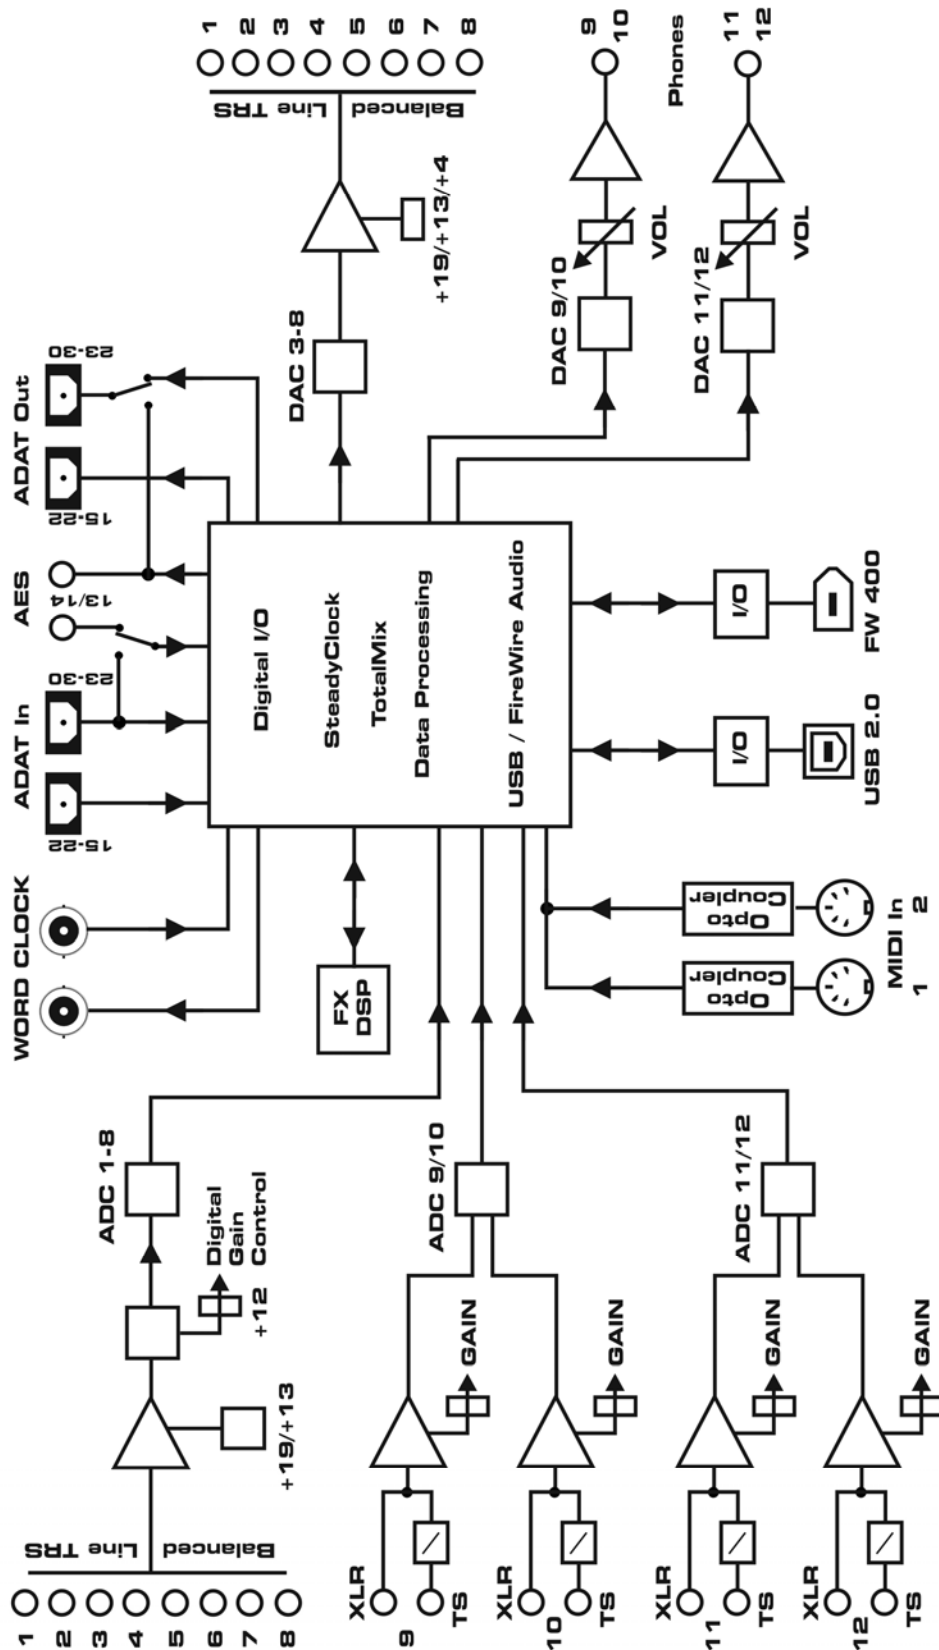 1
2
3
4
5
6
7
8
Balanced Line TRS
+19/+13
+12
Digital
Gain
Control
ADC 1-8
XLR
9
TS
GAIN
XLR
10
TS
GAIN
ADC 9/10
XLR
11
TS
GAIN
XLR
12
TS
GAIN
ADC 11/12
WORD CLOCK
FX
DSP
Opto
Coupler
Opto
Coupler
1
2
MIDI In
ADAT In
15-22
23-30
AES
13/14
ADAT Out
15-22
23-30
Digital I/O
SteadyClock
TotalMix
Data Processing
USB / FireWire Audio
I/O
USB 2.0
I/O
FW 400
DAC 3-8
+19/+13/+4
Balanced Line TRS
1
2
3
4
5
6
7
8
DAC 9/10
VOL
9
10
Phones
DAC 11/12
VOL
11
12